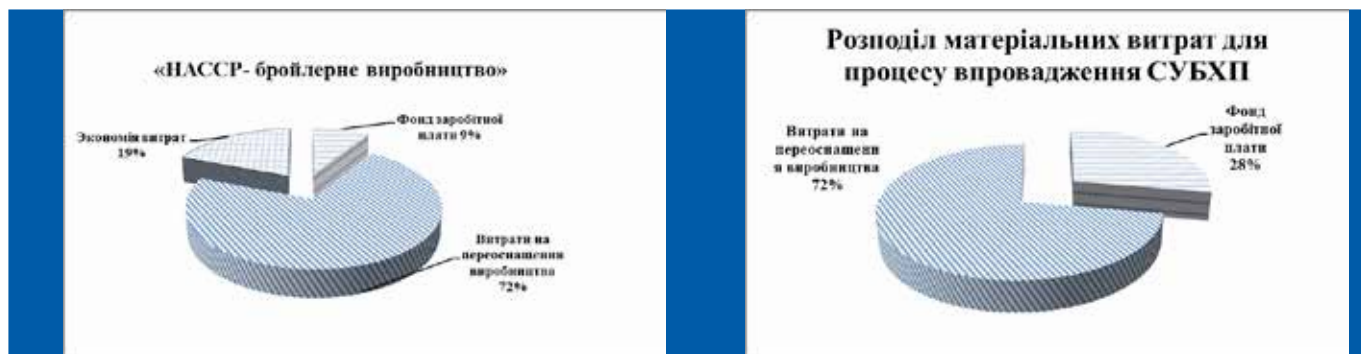 «НАССР- бройлерне виробництво»
Экономія витрат
19%
Фонд заробітної
плати 9%
Витрати на
переоснащення
виробництва
72%
Розподіл матеріальних витрат для
процесу впровадження СУБХП
Витрати на
переоснащенн
я виробництва
72%
Фонд
заробітної
плати
28%